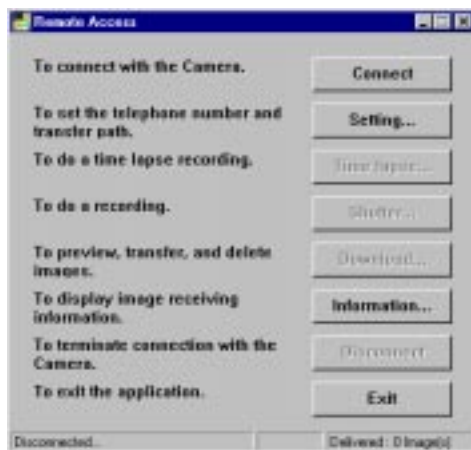 Remote Access
To connect with the Camera.
Connect
To set the telephone number and
transfer path.
Setting...
To do a time lapse recording.
Time lapse...
To do a recording.
Shutter...
To preview, transfer, and delete
images.
Download...
To display image receiving
information.
Information...
To terminate connection with the
Camera.
Disconnect
To exit the application.
Exit
Disconnected...
Delivered : 0 Image(s)